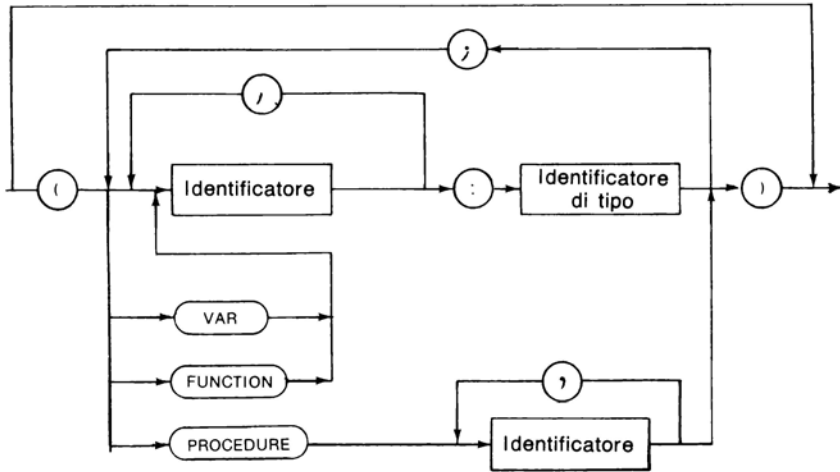 ;
,
( Identificatore : Identificatore
di tipo )
VAR
FUNCTION
,
PROCEDURE Identificatore